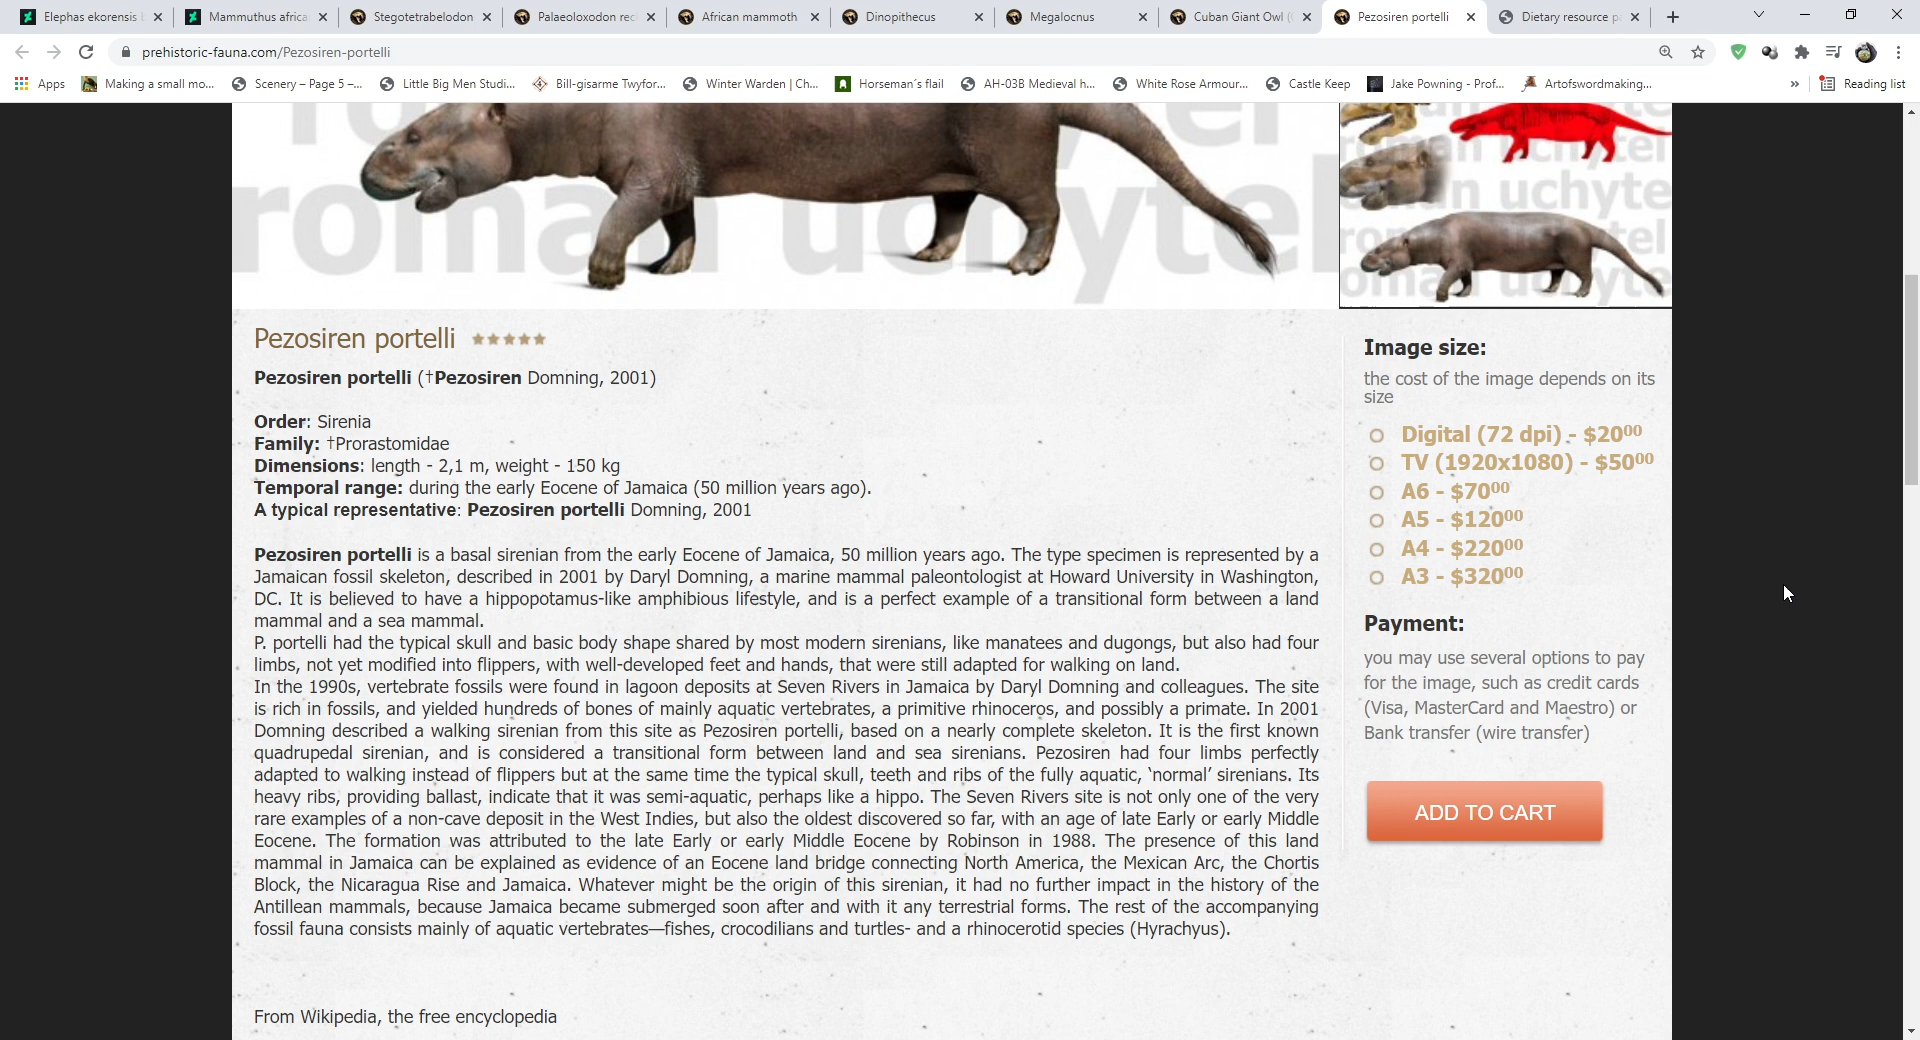 Elephas ekorensis
Mammuthus africa
Stegotetrabelodon
Palaeoloxodon rec
African mammoth
Dinopithecus
Megalocnus
Cuban Giant Owl (
Pezosiren portelli
Dietary resource p
prehistoric-fauna.com/Pezosiren-portelli
Apps
Making a small mo...
Scenery – Page 5 –...
Little Big Men Studi...
Bill-gisarme Twyfor...
Winter Warden | Ch...
Horseman´s flail
AH-03B Medieval h...
White Rose Armour...
Castle Keep
Jake Powning - Prof...
Artofswordmaking...
»
Reading list
roman uchytel
roman uchytel
Pezosiren portelli
Pezosiren portelli (†Pezosiren Domning, 2001)
Order: Sirenia
Family: †Prorastomidae
Dimensions: length - 2,1 m, weight - 150 kg
Temporal range: during the early Eocene of Jamaica (50 million years ago).
A typical representative: Pezosiren portelli Domning, 2001
Pezosiren portelli is a basal sirenian from the early Eocene of Jamaica, 50 million years ago. The type specimen is represented by a
Jamaican fossil skeleton, described in 2001 by Daryl Domning, a marine mammal paleontologist at Howard University in Washington,
DC. It is believed to have a hippopotamus-like amphibious lifestyle, and is a perfect example of a transitional form between a land
mammal and a sea mammal.
P. portelli had the typical skull and basic body shape shared by most modern sirenians, like manatees and dugongs, but also had four
limbs, not yet modified into flippers, with well-developed feet and hands, that were still adapted for walking on land.
In the 1990s, vertebrate fossils were found in lagoon deposits at Seven Rivers in Jamaica by Daryl Domning and colleagues. The site
is rich in fossils, and yielded hundreds of bones of mainly aquatic vertebrates, a primitive rhinoceros, and possibly a primate. In 2001
Domning described a walking sirenian from this site as Pezosiren portelli, based on a nearly complete skeleton. It is the first known
quadrupedal sirenian, and is considered a transitional form between land and sea sirenians. Pezosiren had four limbs perfectly
adapted to walking instead of flippers but at the same time the typical skull, teeth and ribs of the fully aquatic, ‘normal’ sirenians. Its
heavy ribs, providing ballast, indicate that it was semi-aquatic, perhaps like a hippo. The Seven Rivers site is not only one of the very
rare examples of a non-cave deposit in the West Indies, but also the oldest discovered so far, with an age of late Early or early Middle
Eocene. The formation was attributed to the late Early or early Middle Eocene by Robinson in 1988. The presence of this land
mammal in Jamaica can be explained as evidence of an Eocene land bridge connecting North America, the Mexican Arc, the Chortis
Block, the Nicaragua Rise and Jamaica. Whatever might be the origin of this sirenian, it had no further impact in the history of the
Antillean mammals, because Jamaica became submerged soon after and with it any terrestrial forms. The rest of the accompanying
fossil fauna consists mainly of aquatic vertebrates—fishes, crocodilians and turtles- and a rhinocerotid species (Hyrachyus).
From Wikipedia, the free encyclopedia
Image size:
the cost of the image depends on its
size
Digital (72 dpi) - $20⁰⁰
TV (1920x1080) - $50⁰⁰
A6 - $70⁰⁰
A5 - $120⁰⁰
A4 - $220⁰⁰
A3 - $320⁰⁰
Payment:
you may use several options to pay
for the image, such as credit cards
(Visa, MasterCard and Maestro) or
Bank transfer (wire transfer)
ADD TO CART